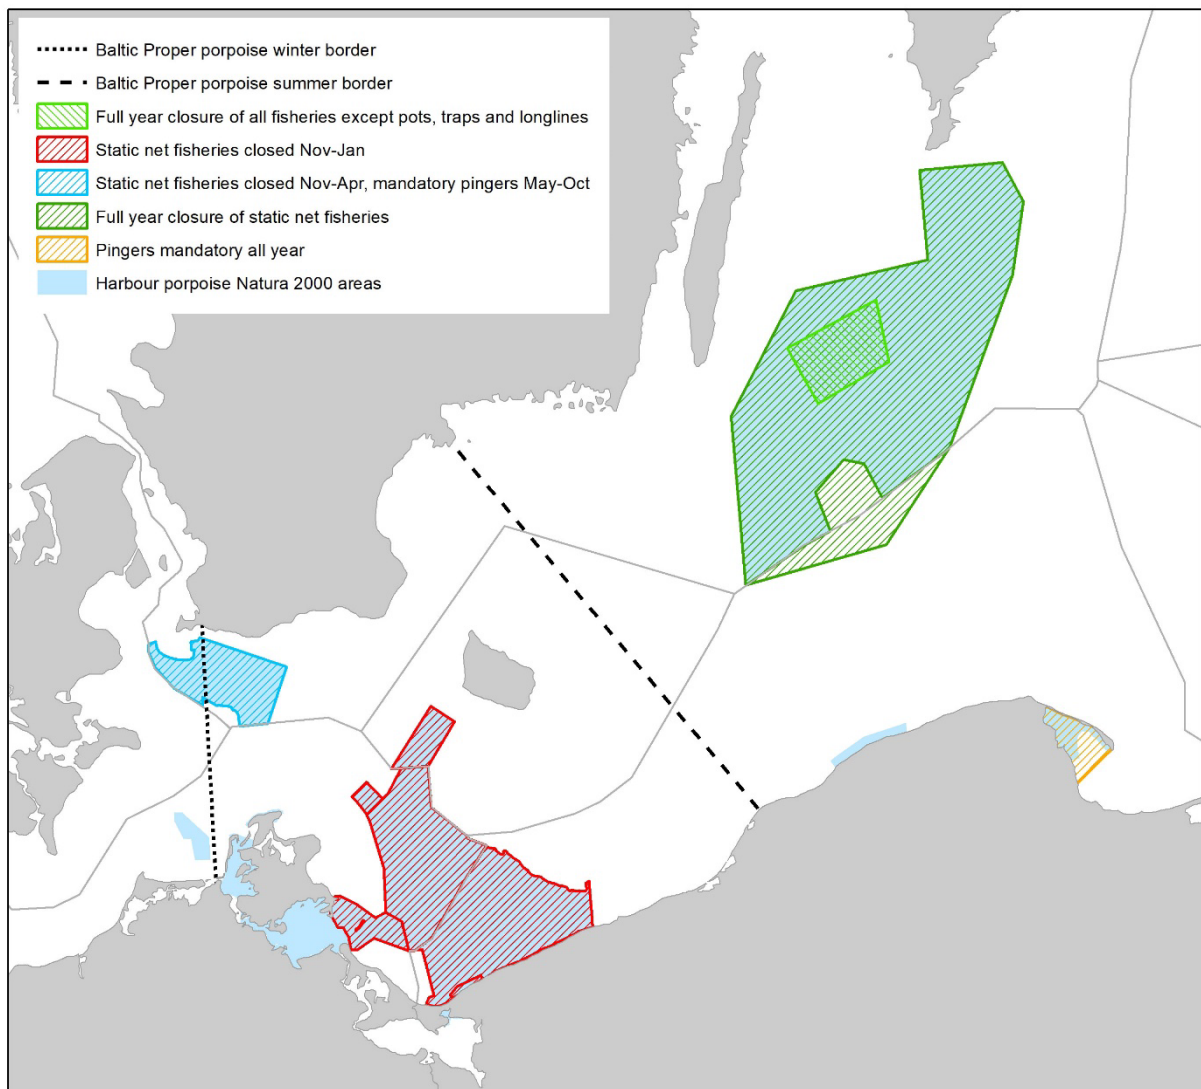 Baltic Proper porpoise winter border
Baltic Proper porpoise summer border
Full year closure of all fisheries except pots, traps and longlines
Static net fisheries closed Nov-Jan
Static net fisheries closed Nov-Apr, mandatory pingers May-Oct
Full year closure of static net fisheries
Pingers mandatory all year
Harbour porpoise Natura 2000 areas